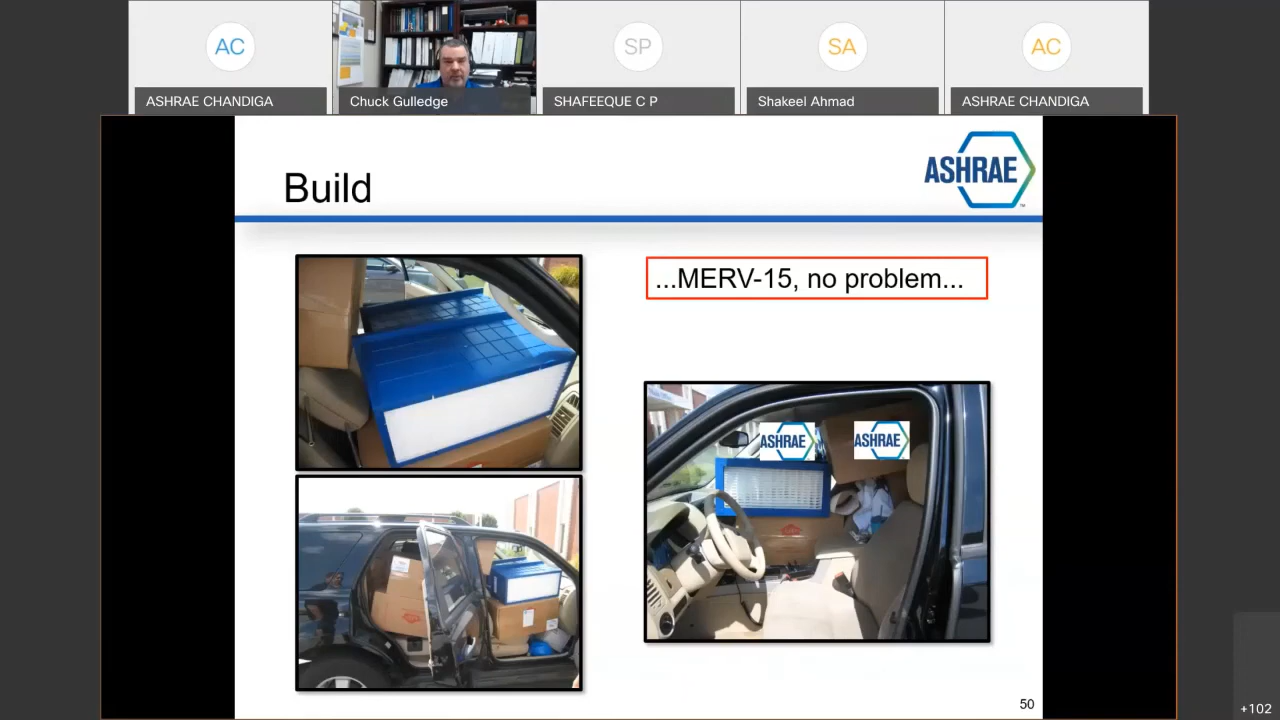 AC
ASHRAE CHANDIGA
Chuck Gulledge
SP
SHAFEEQUE C P
SA
Shakeel Ahmad
AC
ASHRAE CHANDIGA
Build
ASHRAE
TM
...MERV-15, no problem...
ASHRAE
ASHRAE
50
+102